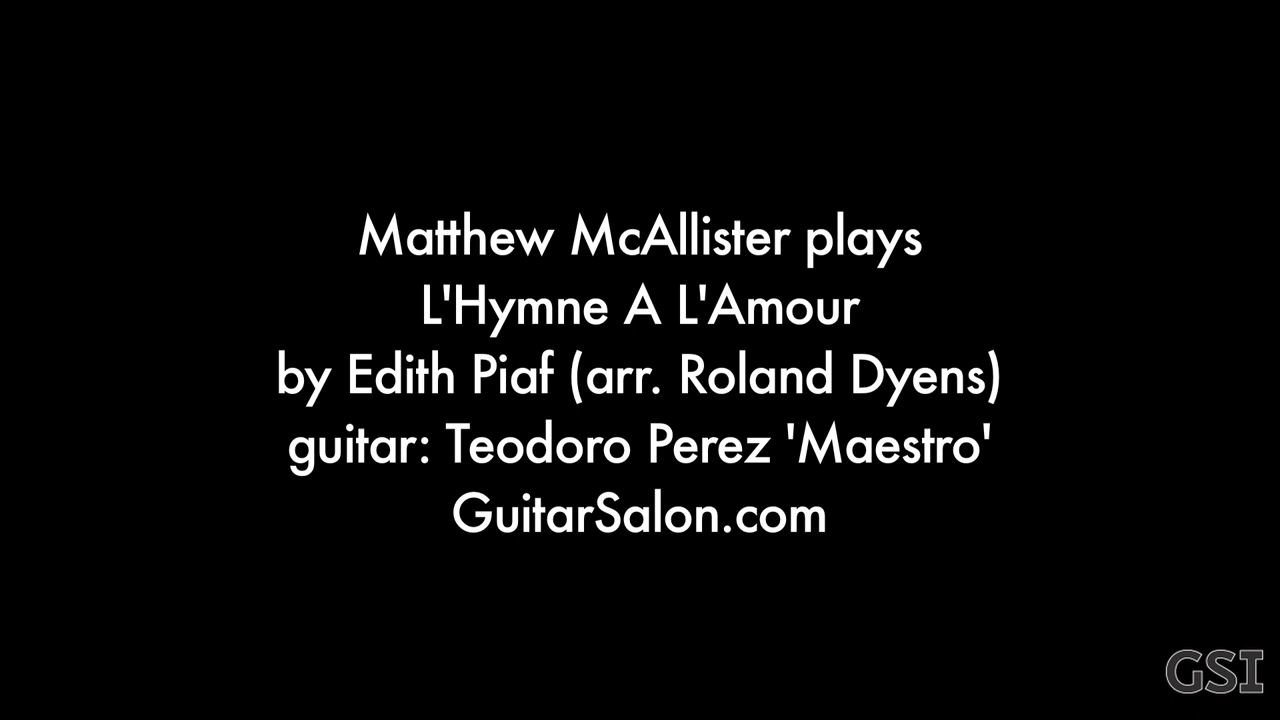 Matthew McAllister plays
L'Hymne A L'Amour
by Edith Piaf (arr. Roland Dyens)
guitar: Teodoro Perez 'Maestro'
GuitarSalon.com
GSI